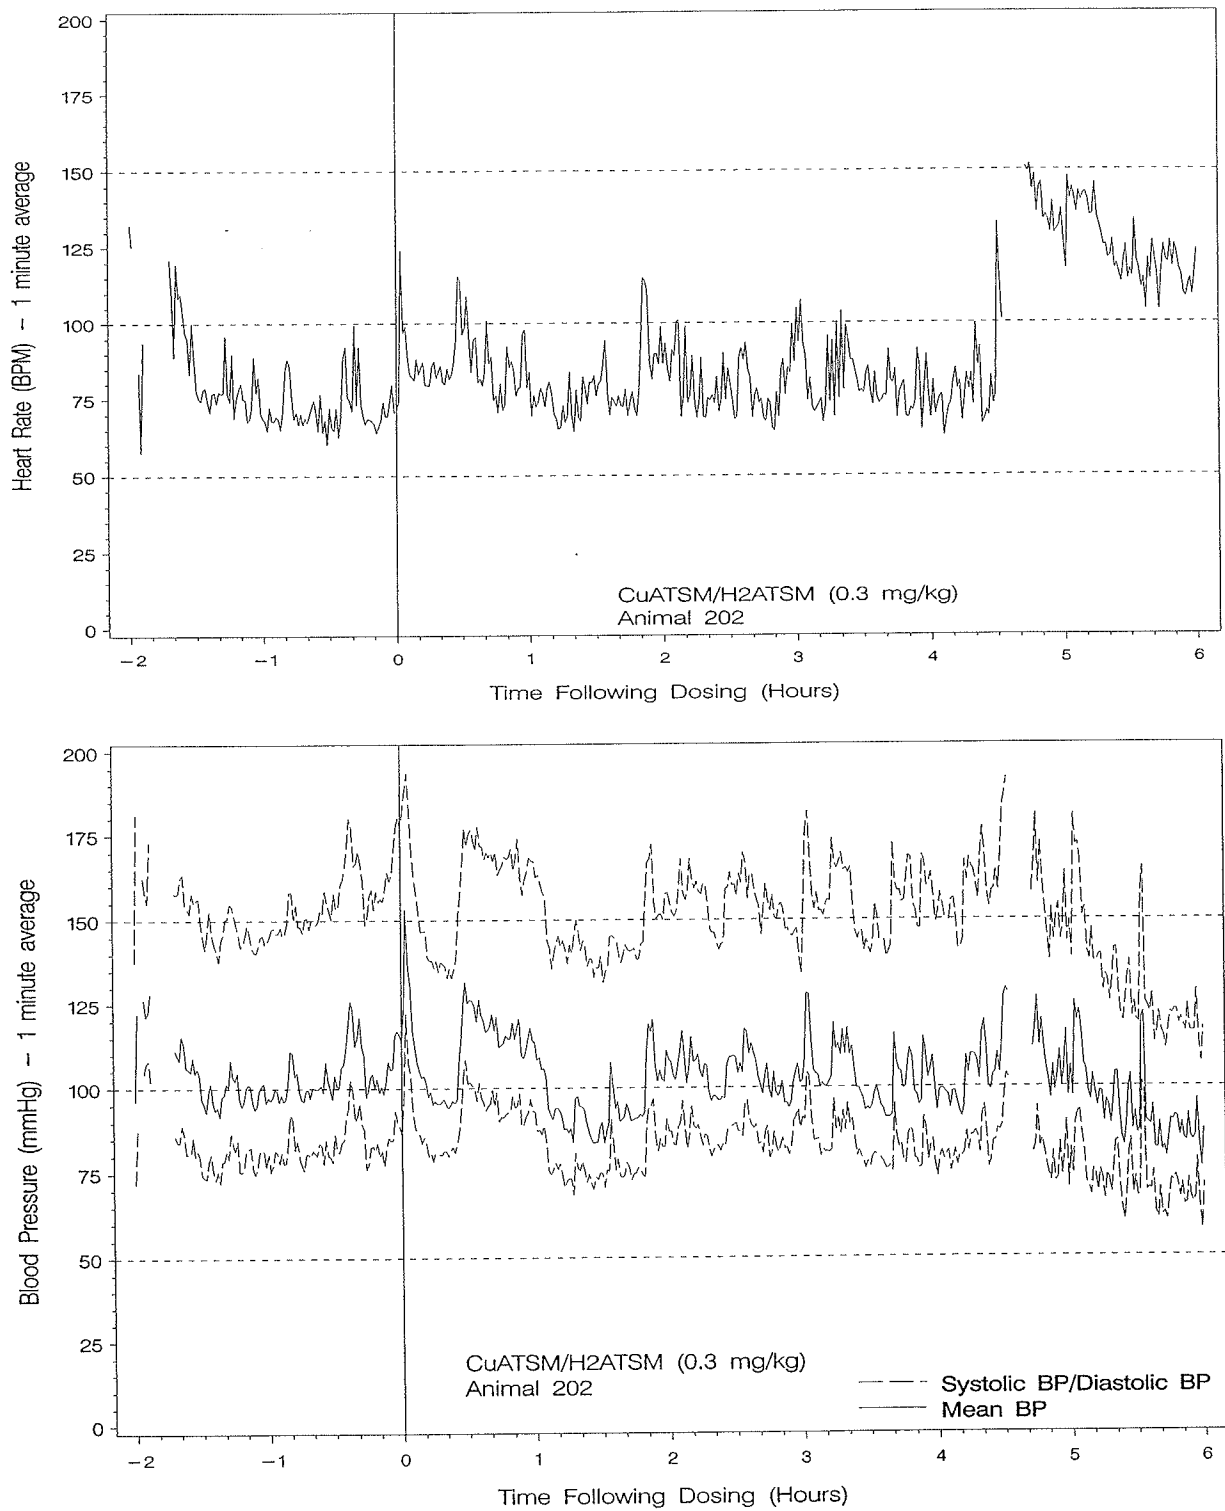 200
175
150
125
100
75
50
25
0
Heart Rate (BPM) – 1 minute average
CuATSM/H2ATSM (0.3 mg/kg)
Animal 202
−2 −1 0 1 2 3 4 5 6
Time Following Dosing (Hours)
200
175
150
125
100
75
50
25
0
Blood Pressure (mmHg) – 1 minute average
CuATSM/H2ATSM (0.3 mg/kg)
Animal 202
Systolic BP/Diastolic BP
Mean BP
−2 −1 0 1 2 3 4 5 6
Time Following Dosing (Hours)